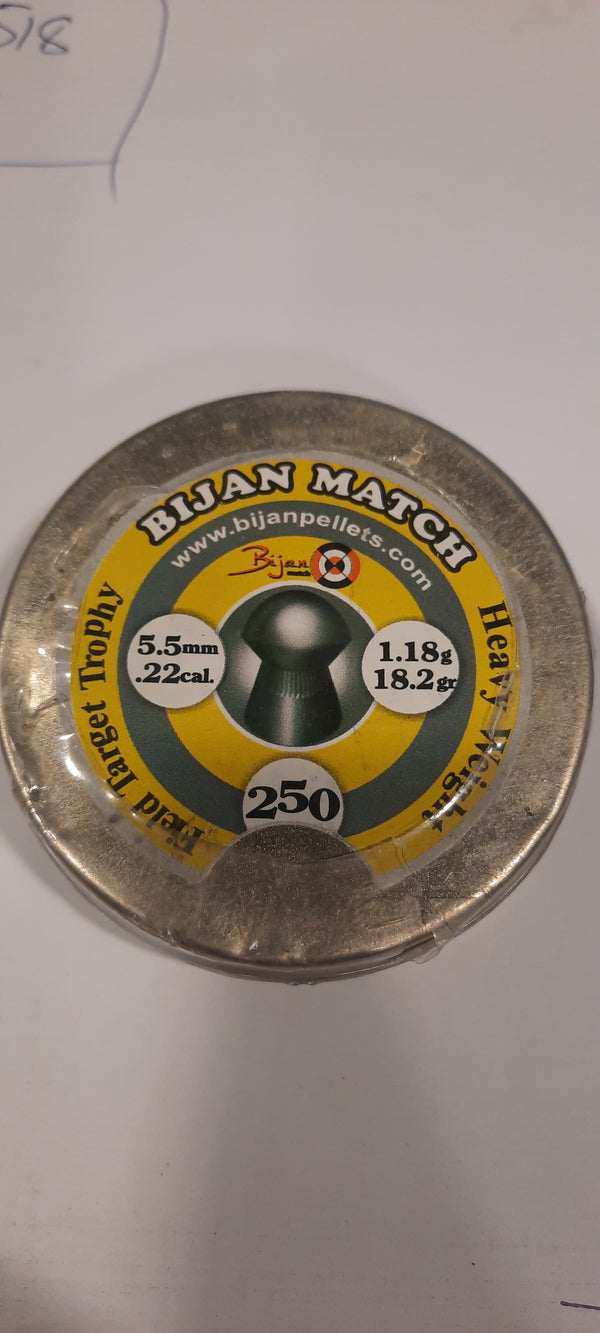 518
BIJAN MATCH
www.bijanpellets.com
Bijan
match
5.5mm
.22cal.
1.18g
18.2gr
Field Target Trophy
Heavy Weight
250